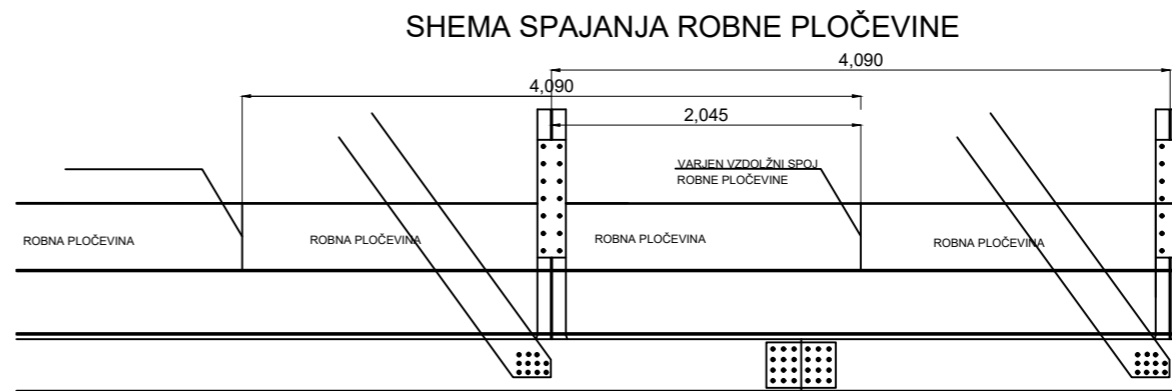 SHEMA SPAJANJA ROBNE PLOČEVINE
4,090
4,090
2,045
VARJEN VZDOLŽNI SPOJ
ROBNE PLOČEVINE
ROBNA PLOČEVINA
ROBNA PLOČEVINA
ROBNA PLOČEVINA
ROBNA PLOČEVINA